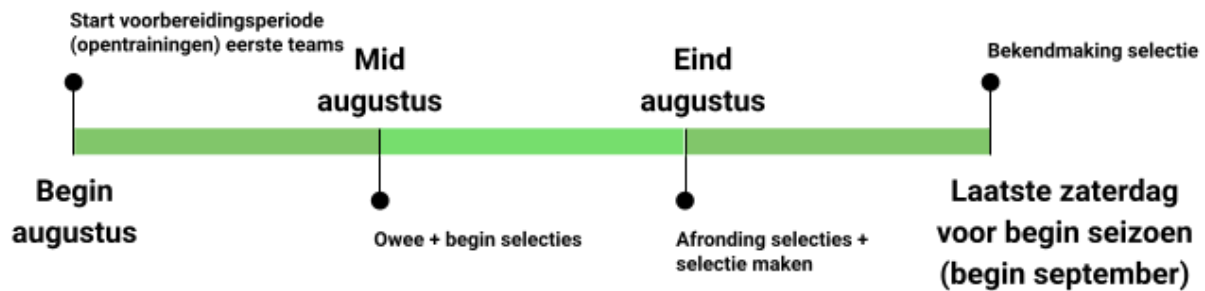 Start voorbereidingsperiode
(opentrainingen) eerste teams
Mid
augustus
Eind
augustus
Bekendmaking selectie
Begin
augustus
Owee + begin selecties
Afronding selecties +
selectie maken
Laatste zaterdag
voor begin seizoen
(begin september)